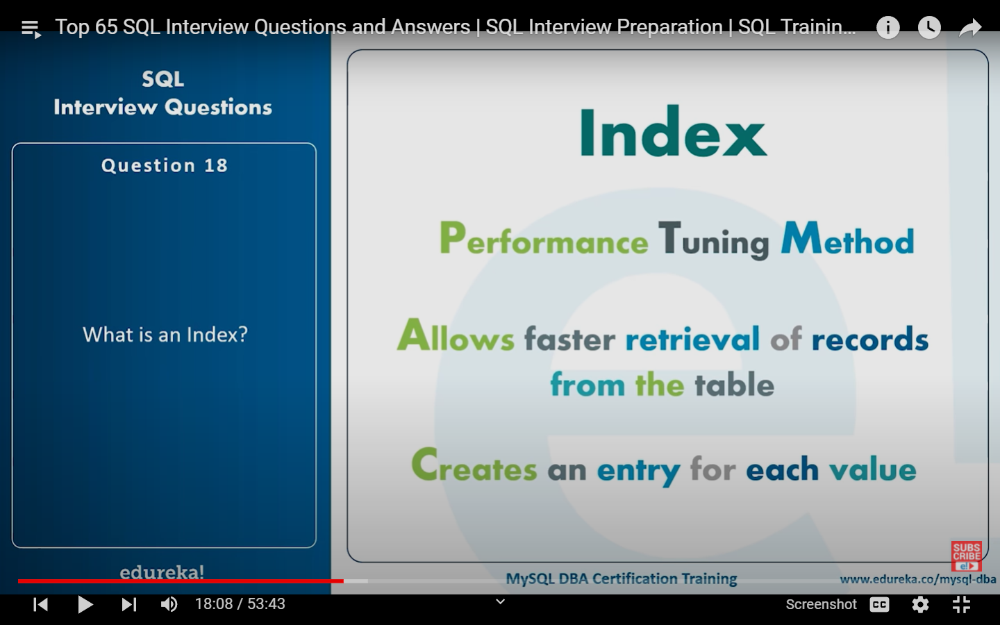 Top 65 SQL Interview Questions and Answers | SQL Interview Preparation | SQL Trainin...
SQL
Interview Questions
Question 18
What is an Index?
edureka!
Index
Performance Tuning Method
Allows faster retrieval of records
from the table
Creates an entry for each value
SUBS
CRIBE
e!
MySQL DBA Certification Training
www.edureka.co/mysql-dba
18:08 / 53:43
Screenshot
CC